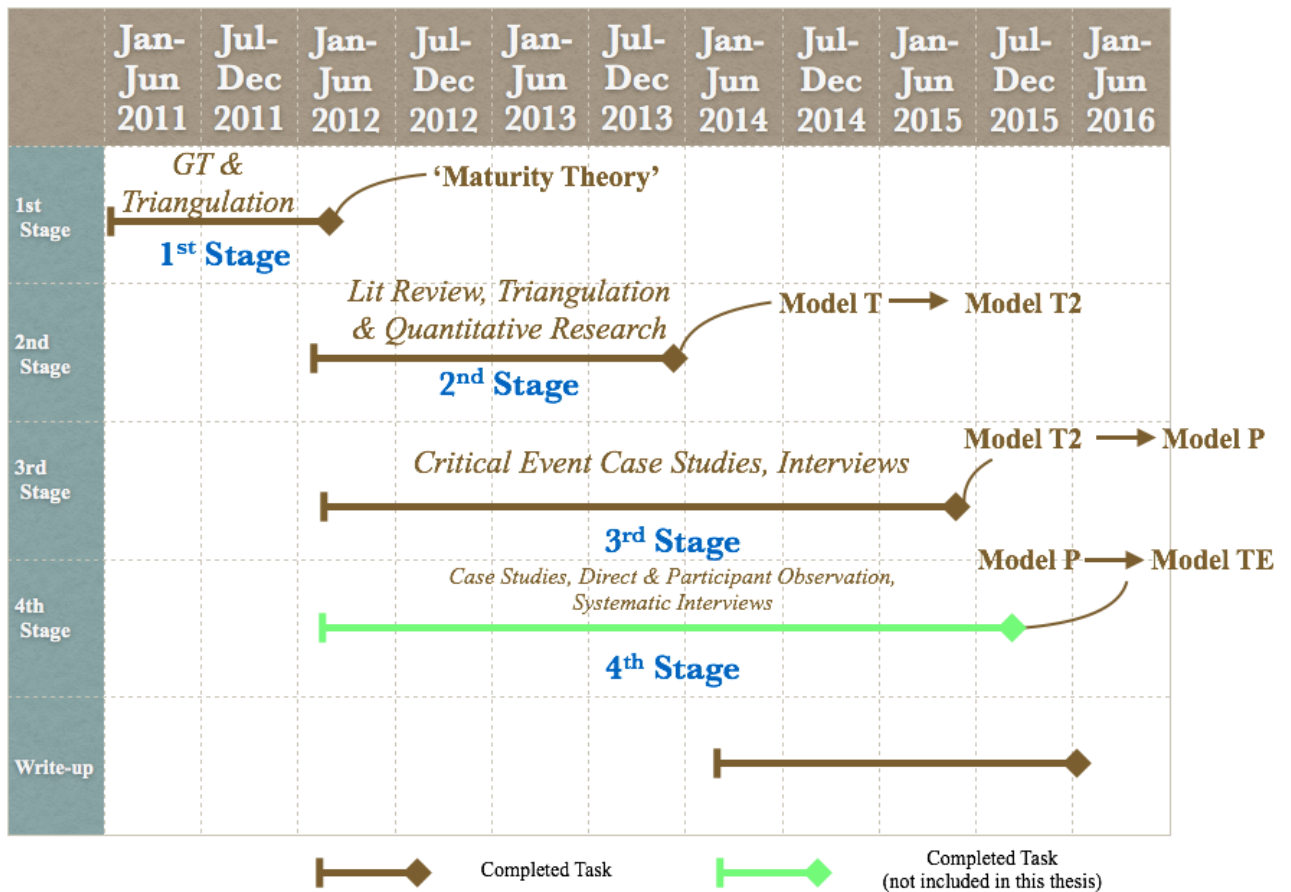 Jan-Jun 2011
Jul-Dec 2011
Jan-Jun 2012
Jul-Dec 2012
Jan-Jun 2013
Jul-Dec 2013
Jan-Jun 2014
Jul-Dec 2014
Jan-Jun 2015
Jul-Dec 2015
Jan-Jun 2016
1st
Stage
GT &
Triangulation
'Maturity Theory'
1st Stage
2nd
Stage
Lit Review, Triangulation
& Quantitative Research
Model T
Model T2
2nd Stage
3rd
Stage
Critical Event Case Studies, Interviews
Model T2
Model P
3rd Stage
4th
Stage
Case Studies, Direct & Participant Observation,
Systematic Interviews
Model P
Model TE
4th Stage
Write-up
Completed Task
Completed Task
(not included in this thesis)